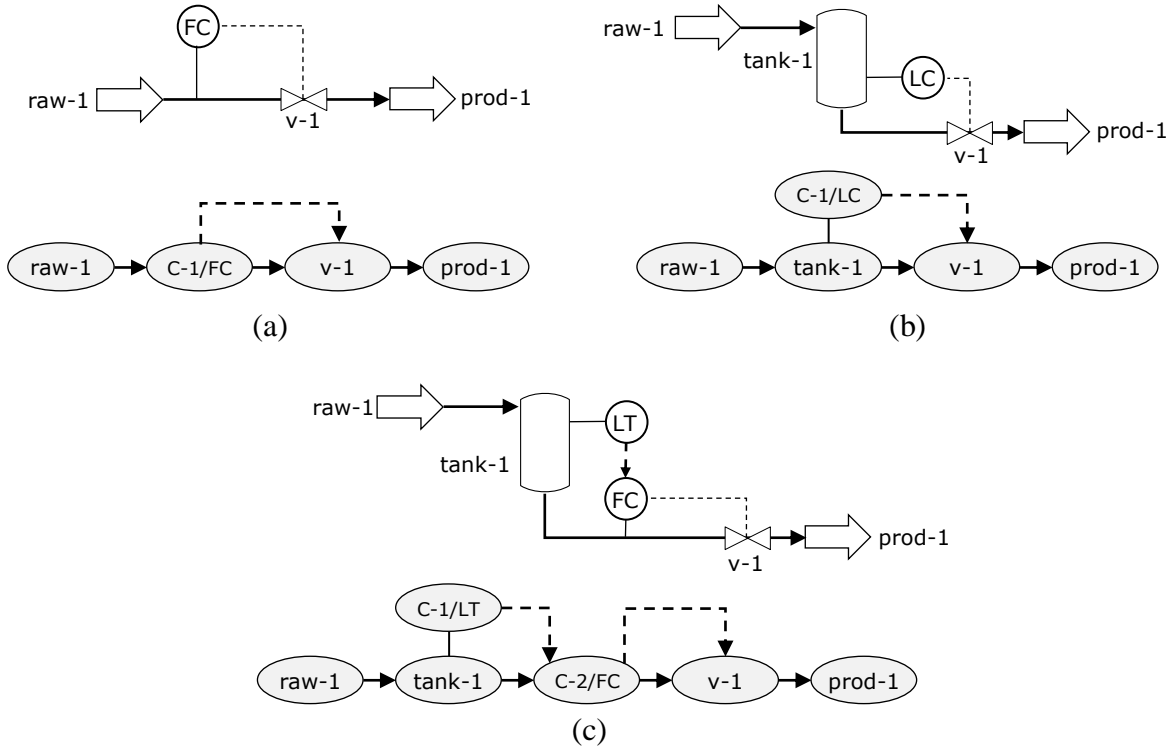 FC
raw-1
prod-1
v-1
raw-1
C-1/FC
v-1
prod-1
(a)
raw-1
tank-1
LC
prod-1
v-1
C-1/LC
raw-1
tank-1
v-1
prod-1
(b)
raw-1
LT
tank-1
FC
prod-1
v-1
C-1/LT
raw-1
tank-1
C-2/FC
v-1
prod-1
(c)